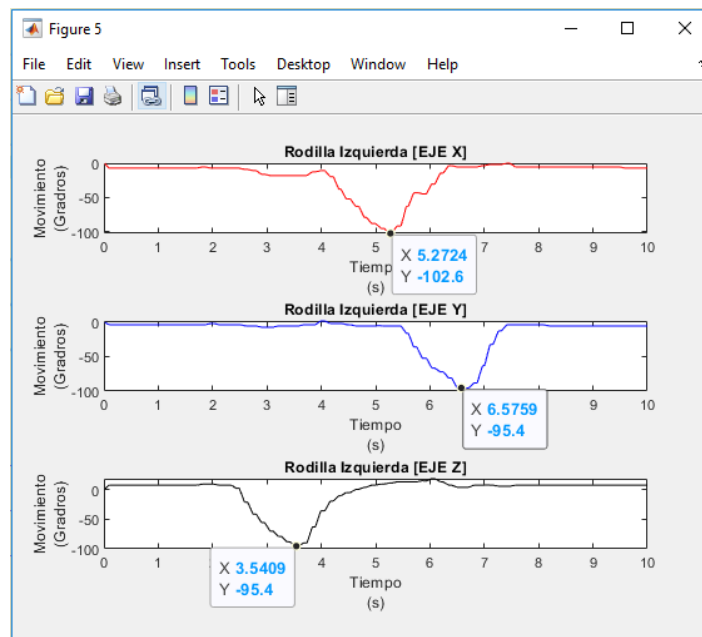 Figure 5
File Edit View Insert Tools Desktop Window Help
Rodilla Izquierda [EJE X]
Movimiento
(Gradros)
0
-50
-100
0 1 2 3 4 5 6 7 8 9 10
X 5.2724
Y -102.6
Tiempo
(s)
Rodilla Izquierda [EJE Y]
Movimiento
(Gradros)
0
-50
-100
0 1 2 3 4 5 6 7 8 9 10
X 6.5759
Y -95.4
Tiempo
(s)
Rodilla Izquierda [EJE Z]
Movimiento
(Gradros)
0
-50
-100
0 1 2 3 4 5 6 7 8 9 10
X 3.5409
Y -95.4
Tiempo
(s)